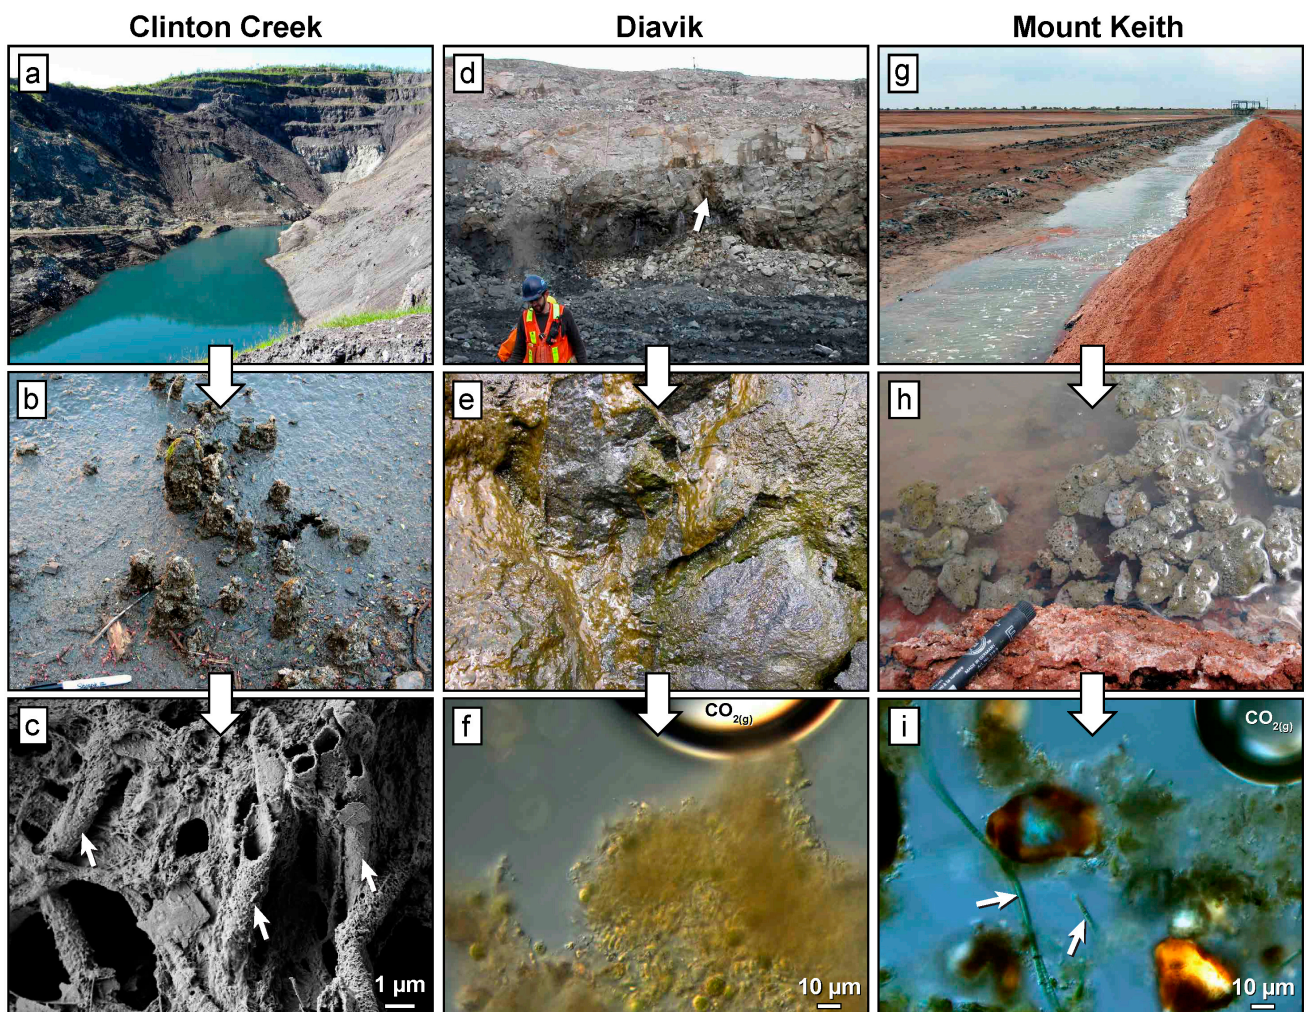 Clinton Creek
Diavik
Mount Keith
a
d
g
b
e
h
c
f
CO2(g)
i
CO2(g)
1 µm
10 µm
10 µm